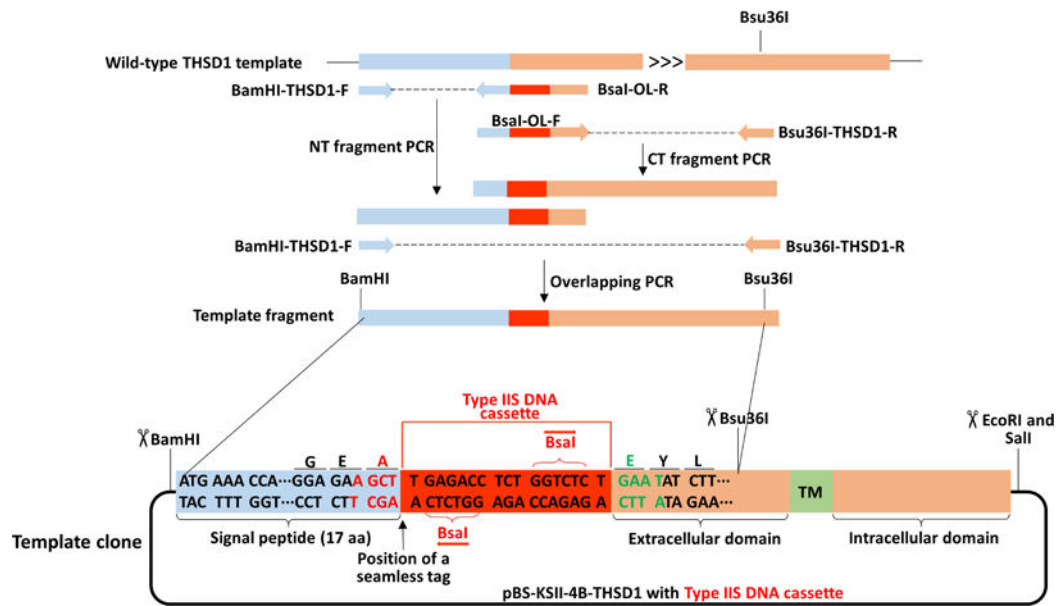 Bsu36I
Wild-type THSD1 template
>>>
BamHI-THSD1-F
BsaI-OL-R
BsaI-OL-F
Bsu36I-THSD1-R
NT fragment PCR
CT fragment PCR
BamHI-THSD1-F
Bsu36I-THSD1-R
BamHI
Overlapping PCR
Bsu36I
Template fragment
Type IIS DNA
cassette
BamHI
BsaI
Bsu36I
EcoRI and
SalI
G E A E Y L
ATG AAA CCA··· GGA GAA GCT T GAGACC TCT GGTCTC T GAAT AT CTT···
TAC TTT GGT··· CCT CTT CGA ACTCTGG AGA CCAGAG A CTT A TA GAA···
TM
Signal peptide (17 aa)
BsaI
Extracellular domain
Intracellular domain
Template clone
Position of a
seamless tag
pBS-KSII-4B-THSD1 with Type IIS DNA cassette